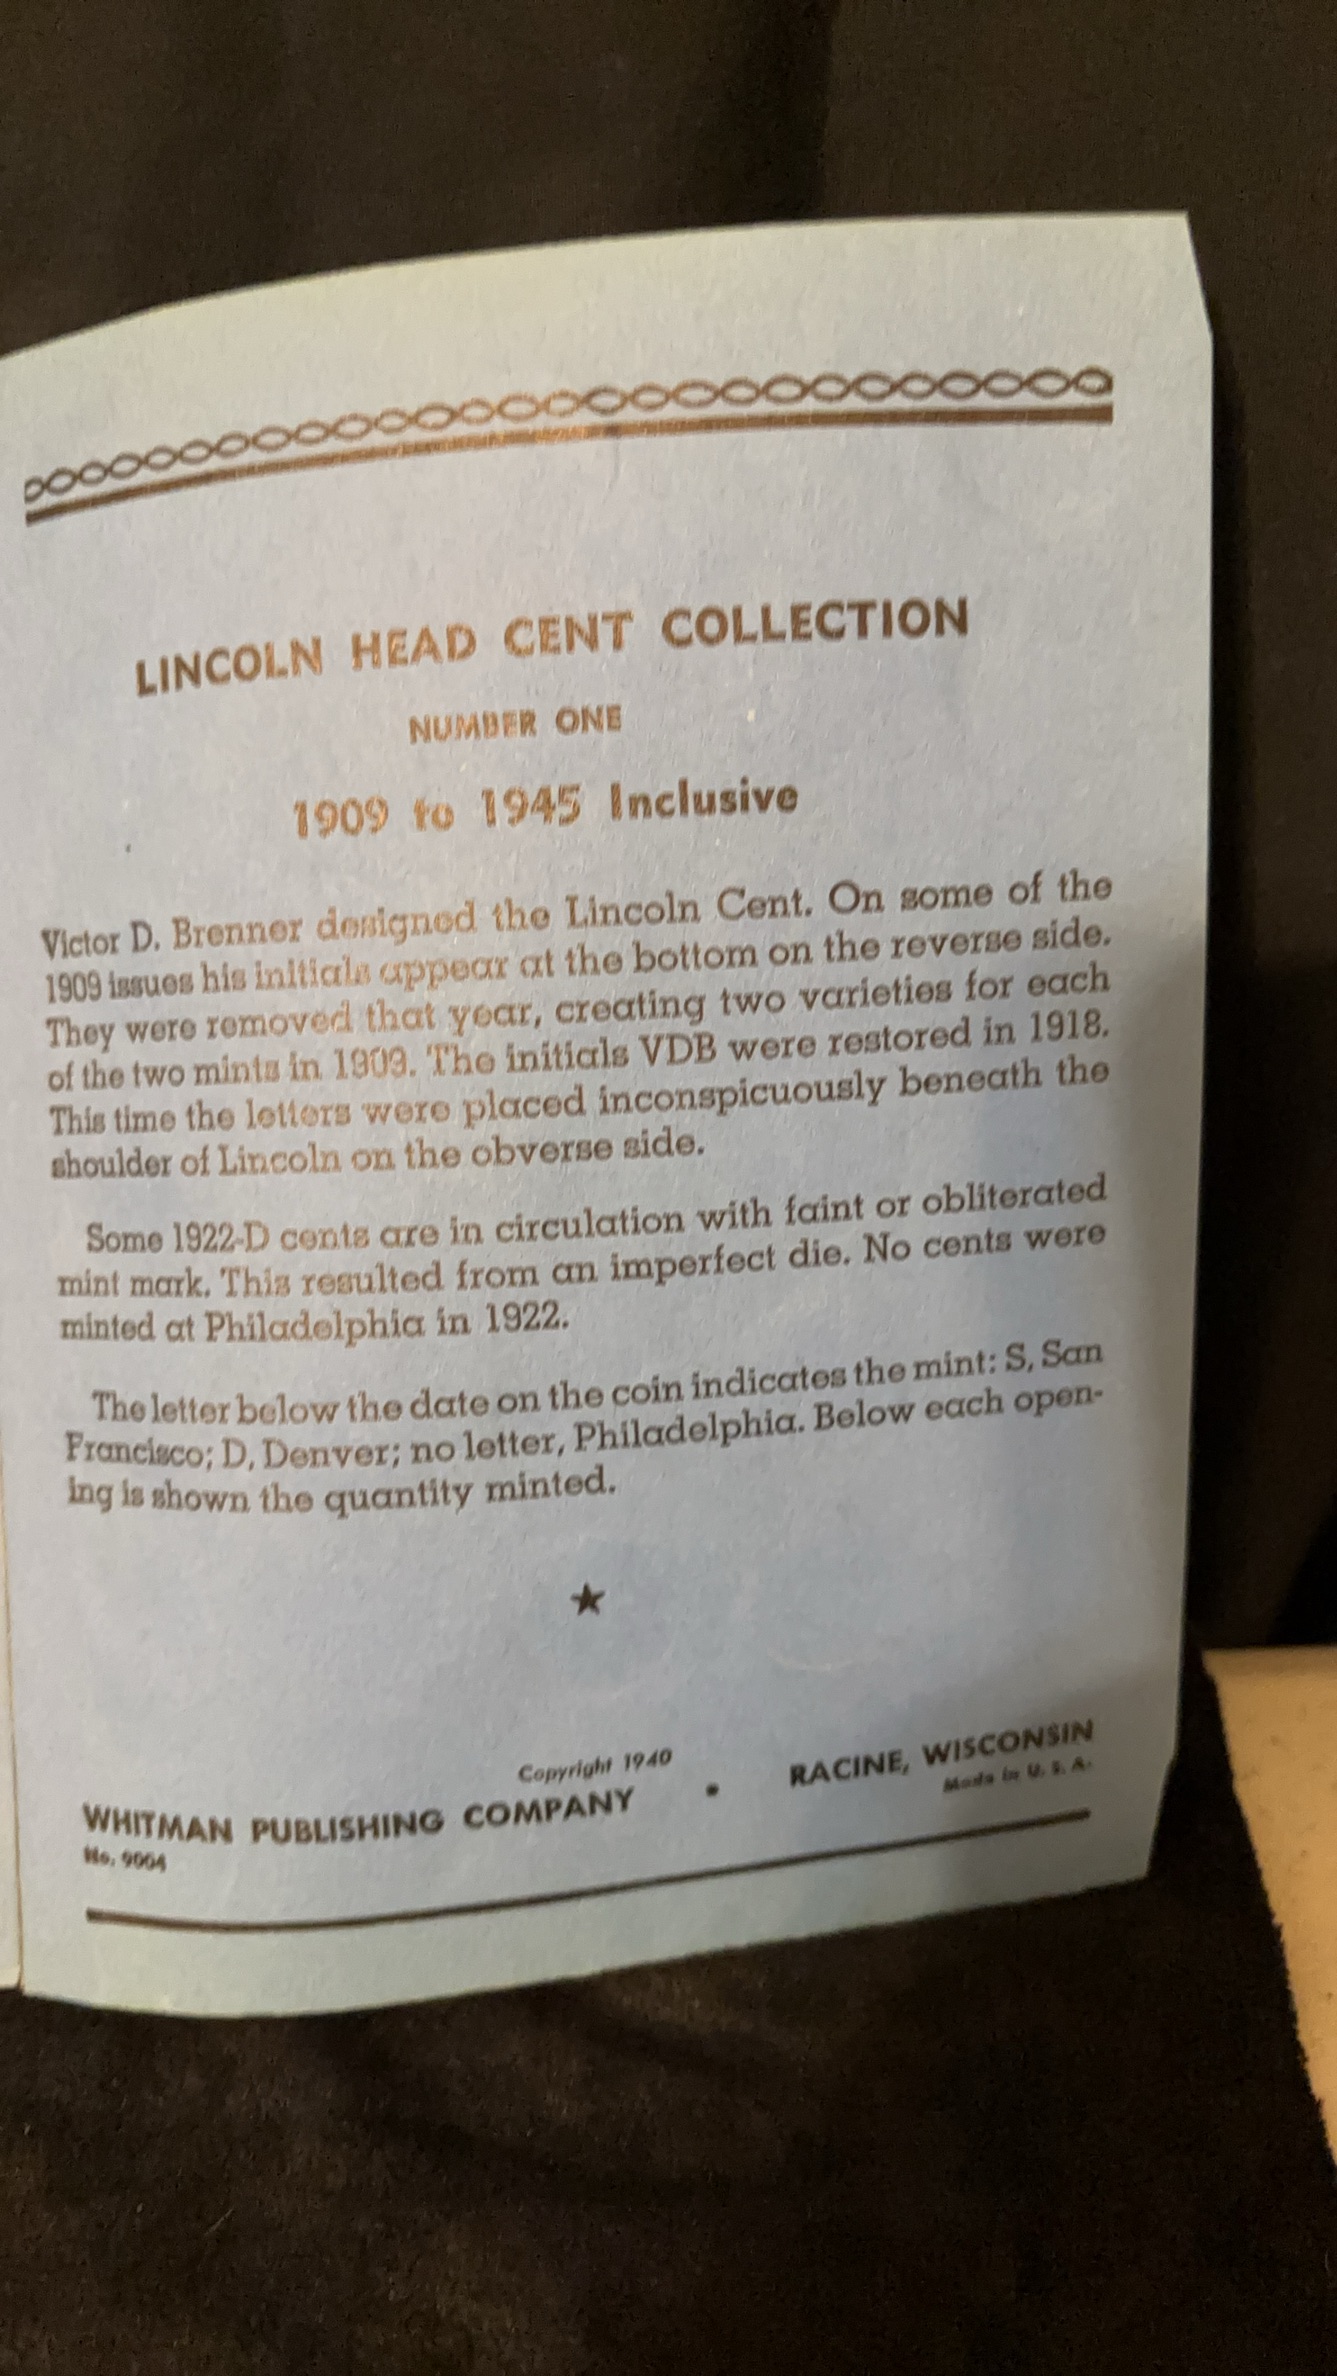 LINCOLN HEAD CENT COLLECTION
NUMBER ONE
1909 to 1945 Inclusive
Victor D. Brenner designed the Lincoln Cent. On some of the
1909 issues his initials appear at the bottom on the reverse side.
They were removed that year, creating two varieties for each
of the two mints in 1909. The initials VDB were restored in 1918.
This time the letters were placed inconspicuously beneath the
shoulder of Lincoln on the obverse side.
Some 1922-D cents are in circulation with faint or obliterated
mint mark. This resulted from an imperfect die. No cents were
minted at Philadelphia in 1922.
The letter below the date on the coin indicates the mint: S, San
Francisco; D, Denver; no letter, Philadelphia. Below each open-
ing is shown the quantity minted.
Copyright 1940
WHITMAN PUBLISHING COMPANY • RACINE, WISCONSIN
No. 9004 Made in U. S. A.